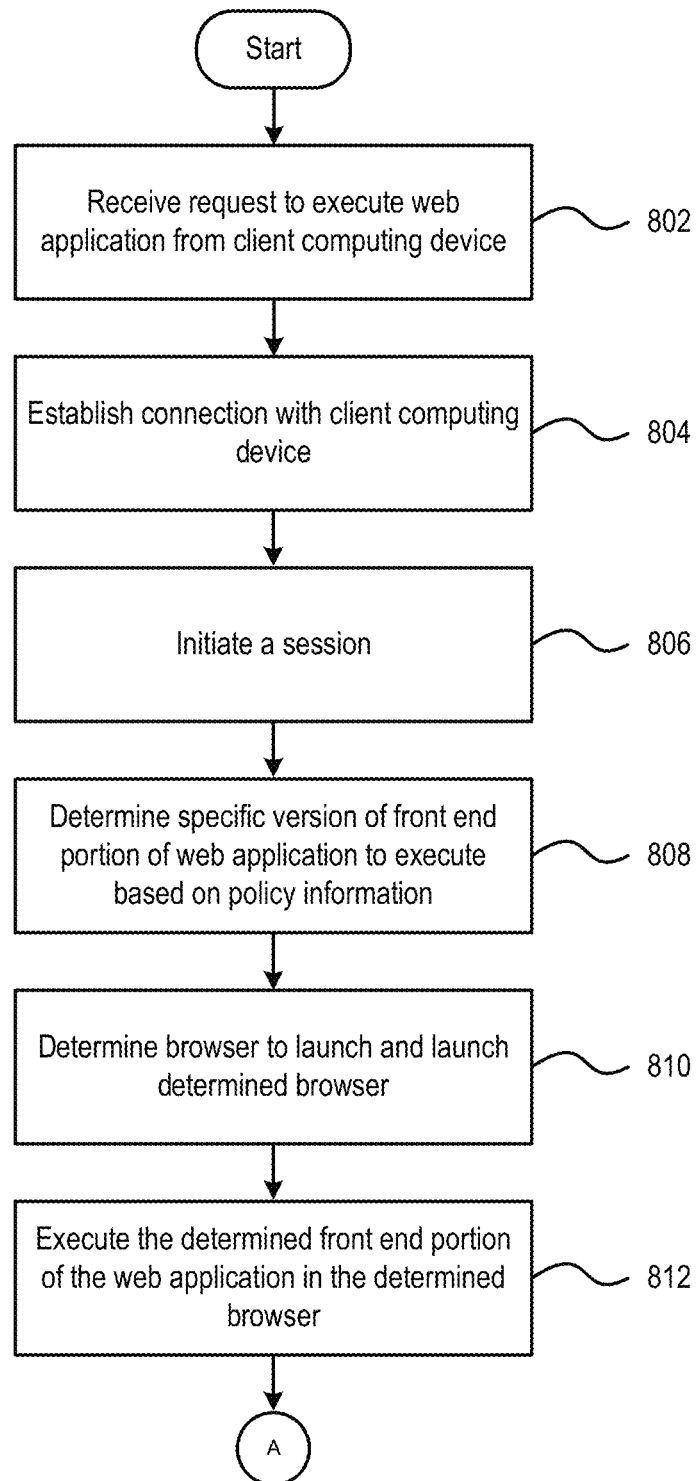 Start
Receive request to execute web
application from client computing device
802
Establish connection with client computing
device
804
Initiate a session
806
Determine specific version of front end
portion of web application to execute
based on policy information
808
Determine browser to launch and launch
determined browser
810
Execute the determined front end portion
of the web application in the determined
browser
812
A